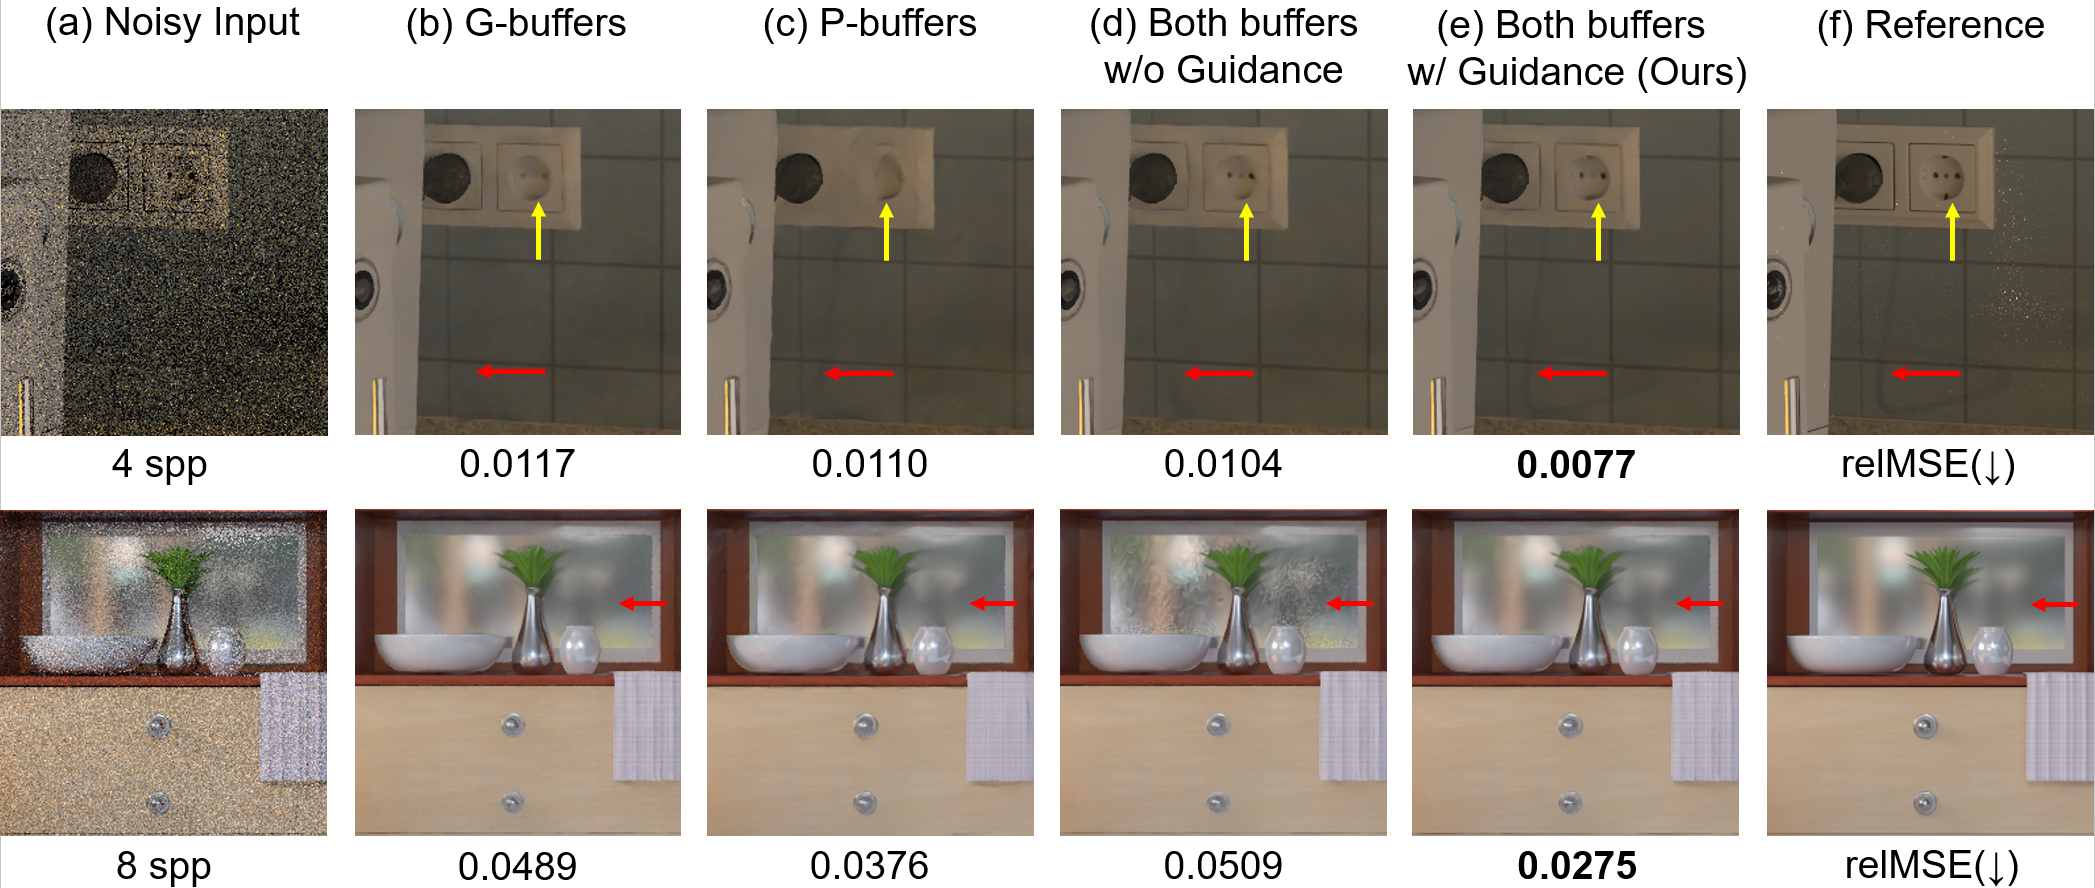 (a) Noisy Input
(b) G-buffers
(c) P-buffers
(d) Both buffers
w/o Guidance
(e) Both buffers
w/ Guidance (Ours)
(f) Reference
4 spp
0.0117
0.0110
0.0104
0.0077
relMSE(↓)
8 spp
0.0489
0.0376
0.0509
0.0275
relMSE(↓)